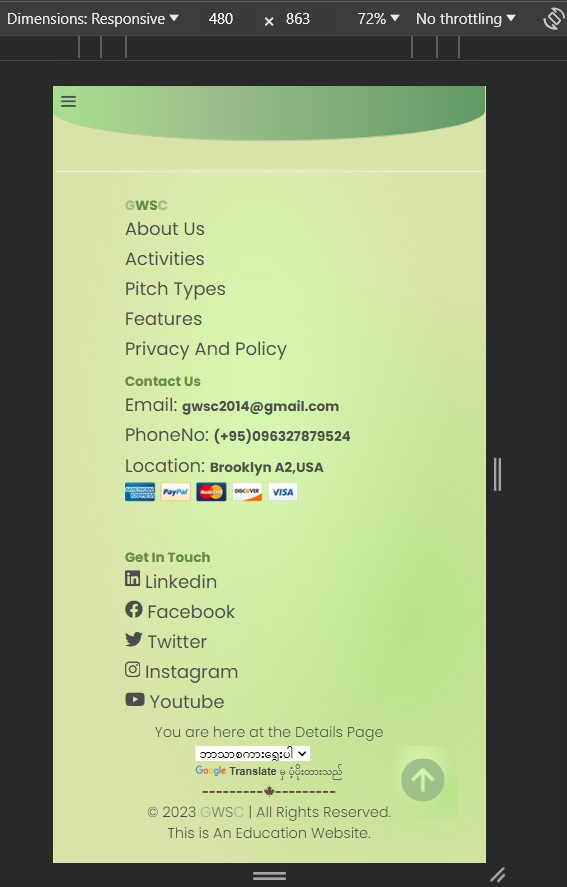 Dimensions: Responsive 480 × 863 72% No throttling
GWSC
About Us
Activities
Pitch Types
Features
Privacy And Policy
Contact Us
Email: gwsc2014@gmail.com
PhoneNo: (+95)096327879524
Location: Brooklyn A2,USA
AMERICAN EXPRESS PayPal MasterCard DISCOVER VISA
Get In Touch
Linkedin
Facebook
Twitter
Instagram
Youtube
You are here at the Details Page
ဘာသာစကားရွေးပါ
Google Translate မှ ပံ့ပိုးထားသည်
---------------------
© 2023 GWSC | All Rights Reserved.
This is An Education Website.